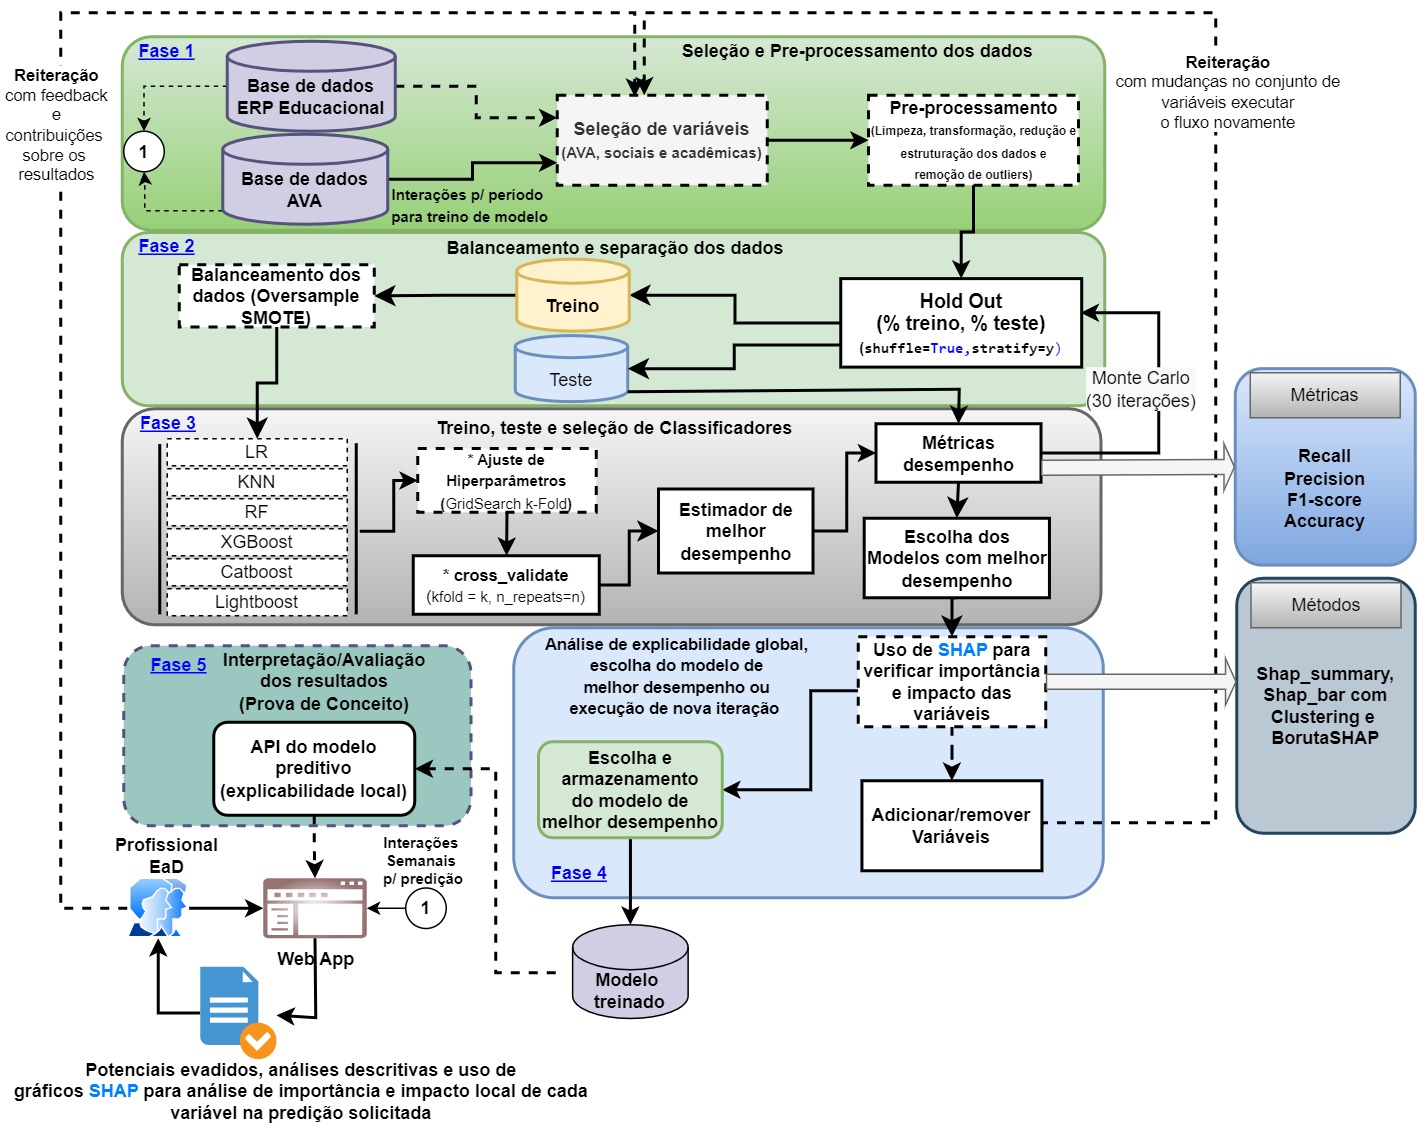 Fase 1
Seleção e Pre-processamento dos dados
Reiteração
com feedback
e
contribuições
sobre os
resultados
Reiteração
com mudanças no conjunto de
variáveis executar
o fluxo novamente
Base de dados
ERP Educacional
1
Base de dados
AVA
Interações p/ período
para treino de modelo
Seleção de variáveis
(AVA, sociais e acadêmicas)
Pre-processamento
(Limpeza, transformação, redução e
estruturação dos dados e
remoção de outliers)
Fase 2
Balanceamento e separação dos dados
Balanceamento dos
dados (Oversample
SMOTE)
Treino
Teste
Hold Out
(% treino, % teste)
(shuffle=True,stratify=y)
Monte Carlo
(30 iterações)
Fase 3
Treino, teste e seleção de Classificadores
LR
KNN
RF
XGBoost
Catboost
Lightboost
* Ajuste de
Hiperparâmetros
(GridSearch k-Fold)
* cross_validate
(kfold = k, n_repeats=n)
Estimador de
melhor
desempenho
Métricas
desempenho
Escolha dos
Modelos com melhor
desempenho
Métricas
Recall
Precision
F1-score
Accuracy
Métodos
Shap_summary,
Shap_bar com
Clustering e
BorutaSHAP
Análise de explicabilidade global,
escolha do modelo de
melhor desempenho ou
execução de nova iteração
Uso de SHAP para
verificar importância
e impacto das
variáveis
Escolha e
armazenamento
do modelo de
melhor desempenho
Adicionar/remover
Variáveis
Fase 4
Modelo
treinado
Fase 5
Interpretação/Avaliação
dos resultados
(Prova de Conceito)
API do modelo
preditivo
(explicabilidade local)
Profissional
EaD
Interações
Semanais
p/ predição
1
Web App
Potenciais evadidos, análises descritivas e uso de
gráficos SHAP para análise de importância e impacto local de cada
variável na predição solicitada